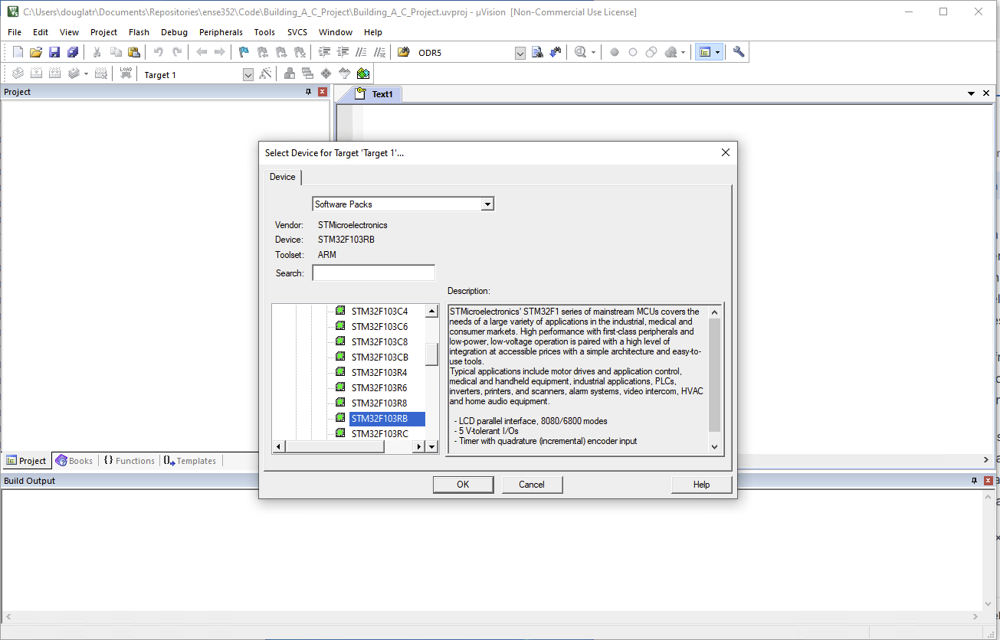 C:\Users\douglatr\Documents\Repositories\ense352\Code\Building_A_C_Project\Building_A_C_Project.uvproj - µVision [Non-Commercial Use License]
File Edit View Project Flash Debug Peripherals Tools SVCS Window Help
ODR5
LOAD
Target 1
Project
Text1
Select Device for Target 'Target 1'...
Device
Software Packs
Vendor: STMicroelectronics
Device: STM32F103RB
Toolset: ARM
Search:
Description:
STM32F103C4
STM32F103C6
STM32F103C8
STM32F103CB
STM32F103R4
STM32F103R6
STM32F103R8
STM32F103RB
STM32F103RC
STMicroelectronics' STM32F1 series of mainstream MCUs covers the
needs of a large variety of applications in the industrial, medical and
consumer markets. High performance with first-class peripherals and
low-power, low-voltage operation is paired with a high level of
integration at accessible prices with a simple architecture and easy-to-
use tools.
Typical applications include motor drives and application control,
medical and handheld equipment, industrial applications, PLCs,
inverters, printers, and scanners, alarm systems, video intercom, HVAC
and home audio equipment.
- LCD parallel interface, 8080/6800 modes
- 5 V-tolerant I/Os
- Timer with quadrature (incremental) encoder input
OK Cancel Help
Project Books {} Functions Templates
Build Output